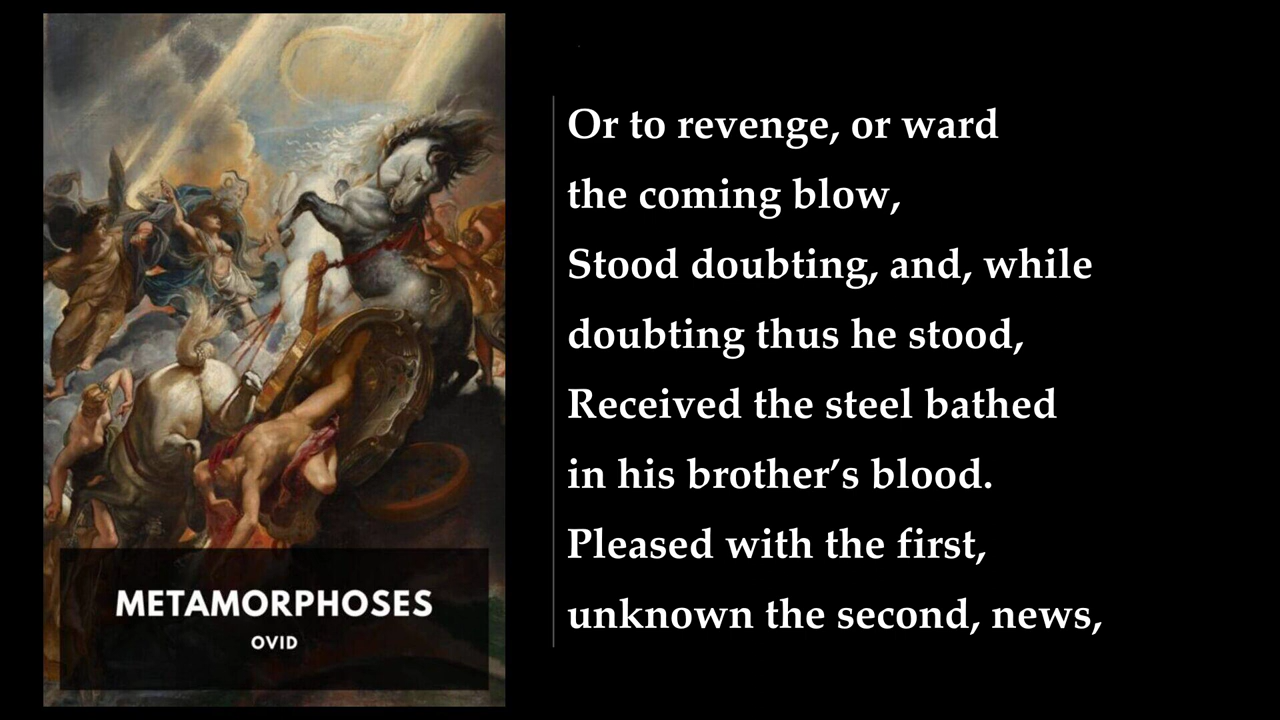 METAMORPHOSES
OVID
Or to revenge, or ward
the coming blow,
Stood doubting, and, while
doubting thus he stood,
Received the steel bathed
in his brother’s blood.
Pleased with the first,
unknown the second, news,